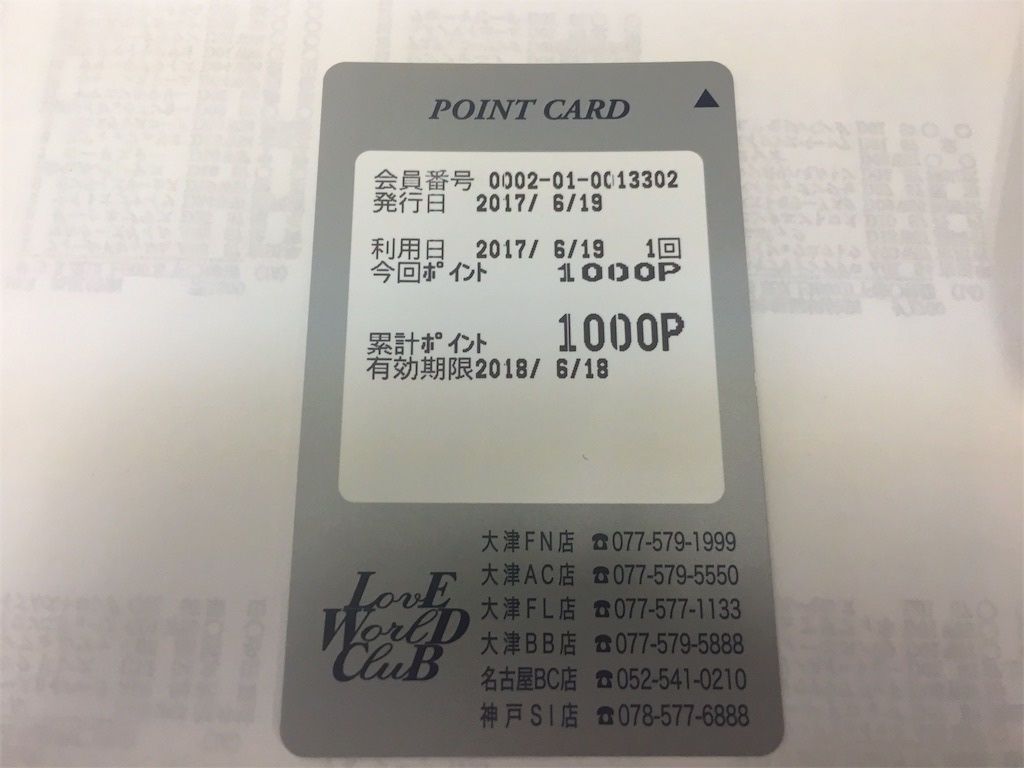 POINT CARD
会員番号 0002-01-0013302
発行日 2017/ 6/19
利用日 2017/ 6/19 1回
今回ポイント 1000P
累計ポイント 1000P
有効期限2018/ 6/18
大津FN店 ☎077-579-1999
大津AC店 ☎077-579-5550
大津FL店 ☎077-577-1133
大津BB店 ☎077-579-5888
名古屋BC店 ☎052-541-0210
神戸SI店 ☎078-577-6888
LovE
WorlD
CluB